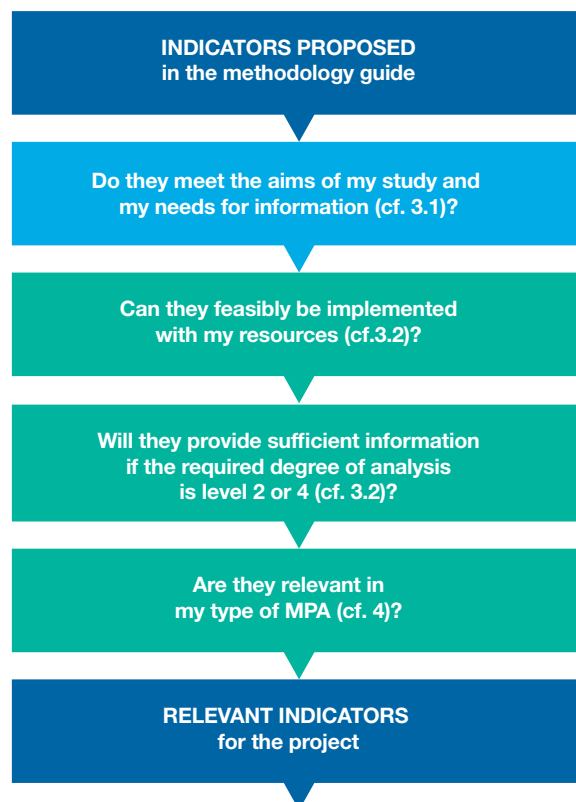 INDICATORS PROPOSED
in the methodology guide
Do they meet the aims of my study and
my needs for information (cf. 3.1)?
Can they feasibly be implemented
with my resources (cf.3.2)?
Will they provide sufficient information
if the required degree of analysis
is level 2 or 4 (cf. 3.2)?
Are they relevant in
my type of MPA (cf. 4)?
RELEVANT INDICATORS
for the project